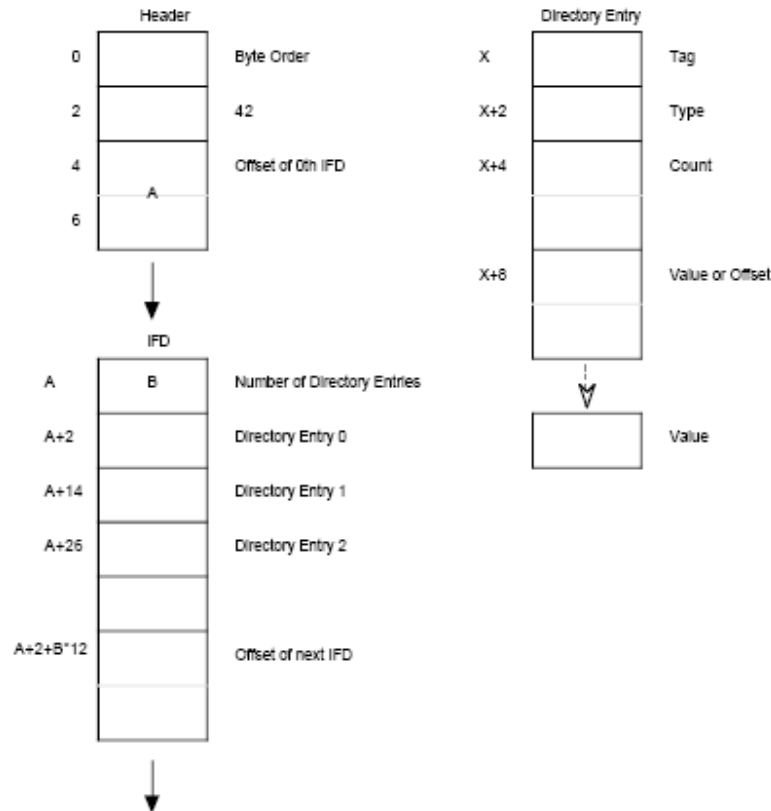 Header
0 Byte Order
2 42
4 Offset of 0th IFD
A
6
IFD
A B Number of Directory Entries
A+2 Directory Entry 0
A+14 Directory Entry 1
A+26 Directory Entry 2
A+2+B*12 Offset of next IFD
Directory Entry
X Tag
X+2 Type
X+4 Count
X+8 Value or Offset
Value